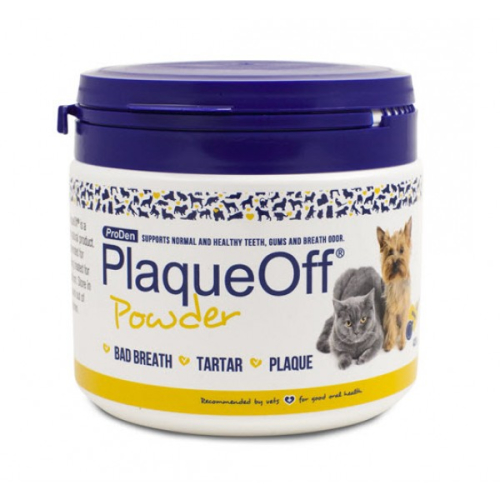 ProDen SUPPORTS NORMAL AND HEALTHY TEETH, GUMS AND BREATH ODOR.
PlaqueOff®
Powder
BAD BREATH TARTAR PLAQUE
Recommended by vets for good oral health.